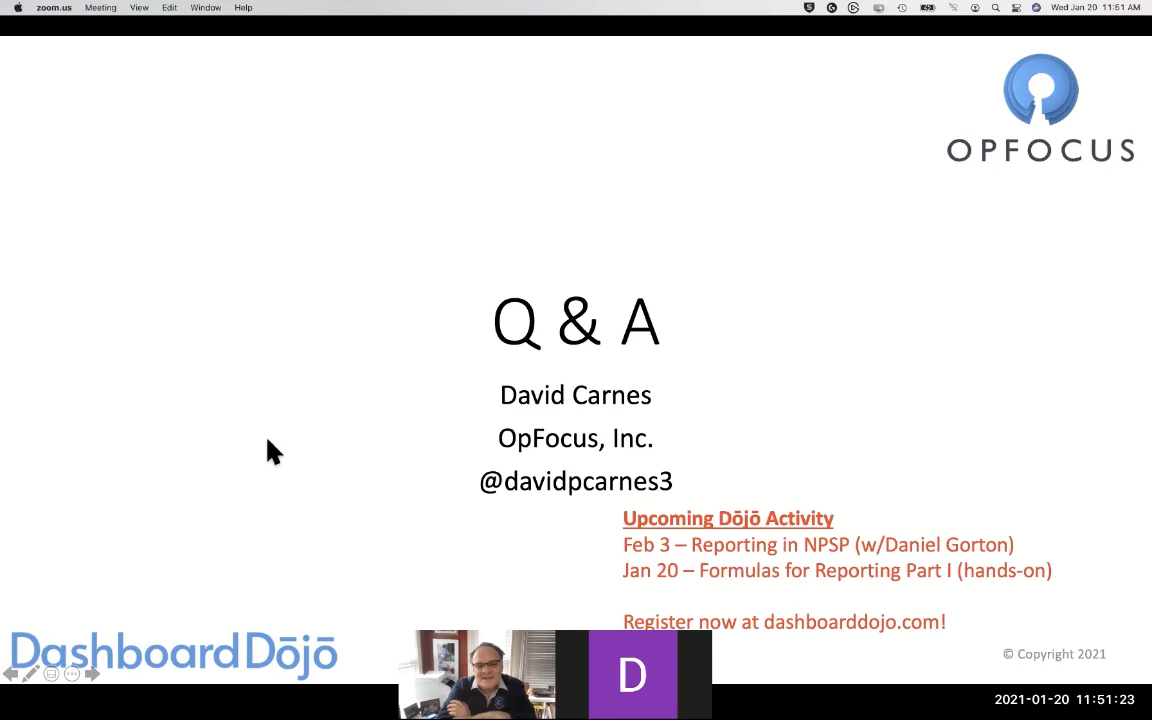 zoom.us Meeting View Edit Window Help
Wed Jan 20 11:51 AM
OPFOCUS
Q & A
David Carnes
OpFocus, Inc.
@davidpcarnes3
Upcoming Dōjō Activity
Feb 3 – Reporting in NPSP (w/Daniel Gorton)
Jan 20 – Formulas for Reporting Part I (hands-on)
Register now at dashboarddojo.com!
DashboardDōjō
D
© Copyright 2021
2021-01-20 11:51:23